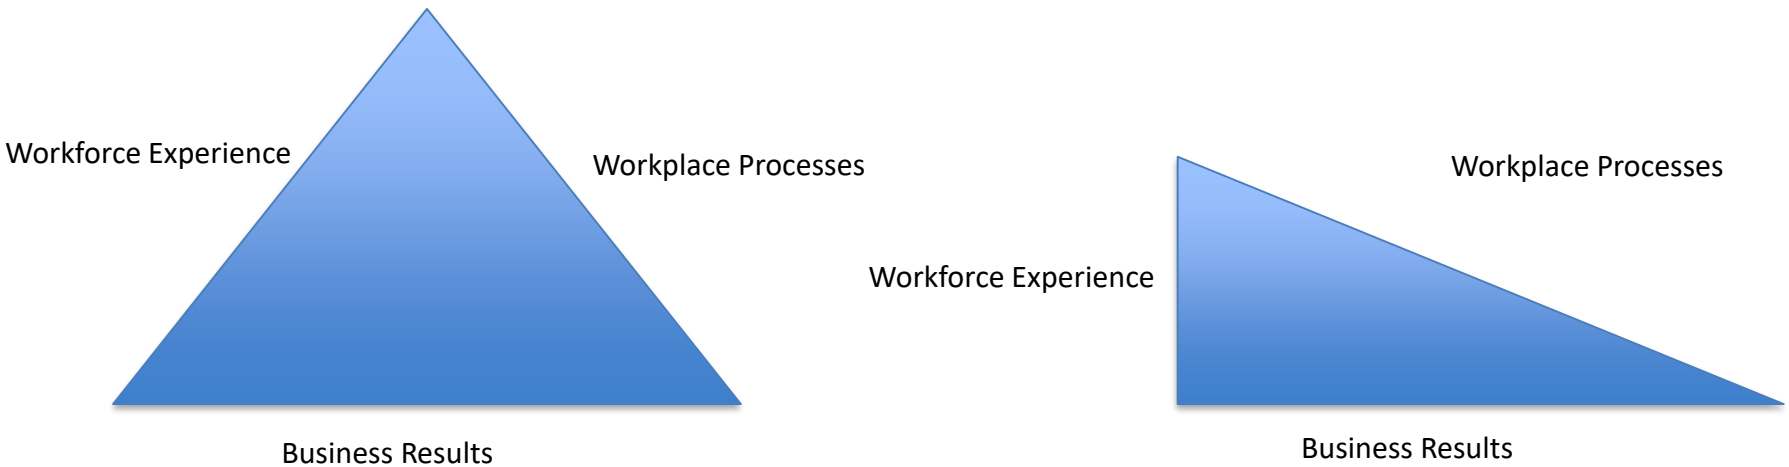 Workforce Experience
Workplace Processes
Business Results
Workplace Processes
Workforce Experience
Business Results